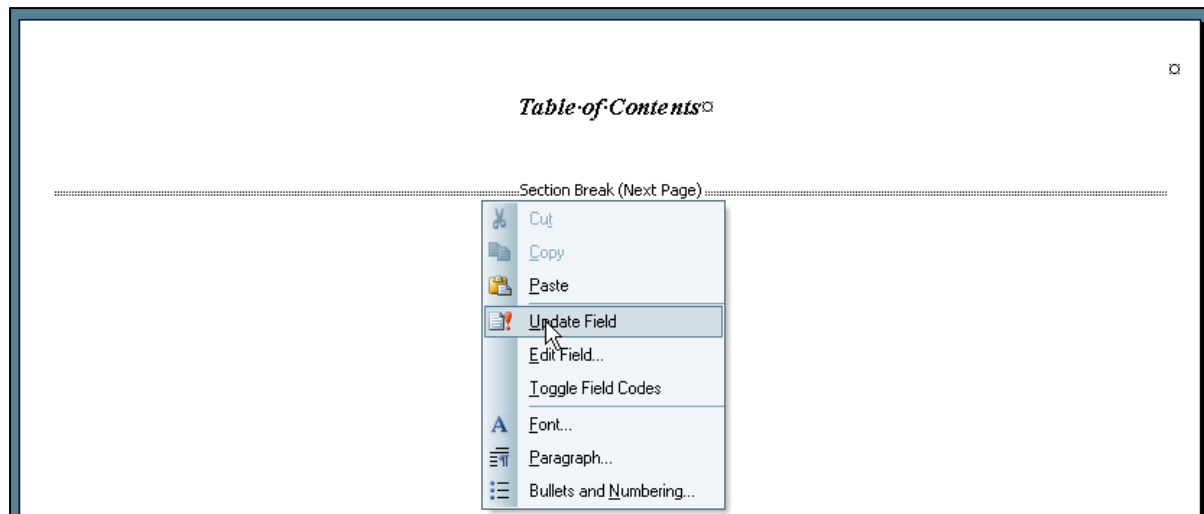 Table·of·Contents¤
Section Break (Next Page)
Cut
Copy
Paste
Update Field
Edit Field...
Toggle Field Codes
Font...
Paragraph...
Bullets and Numbering...